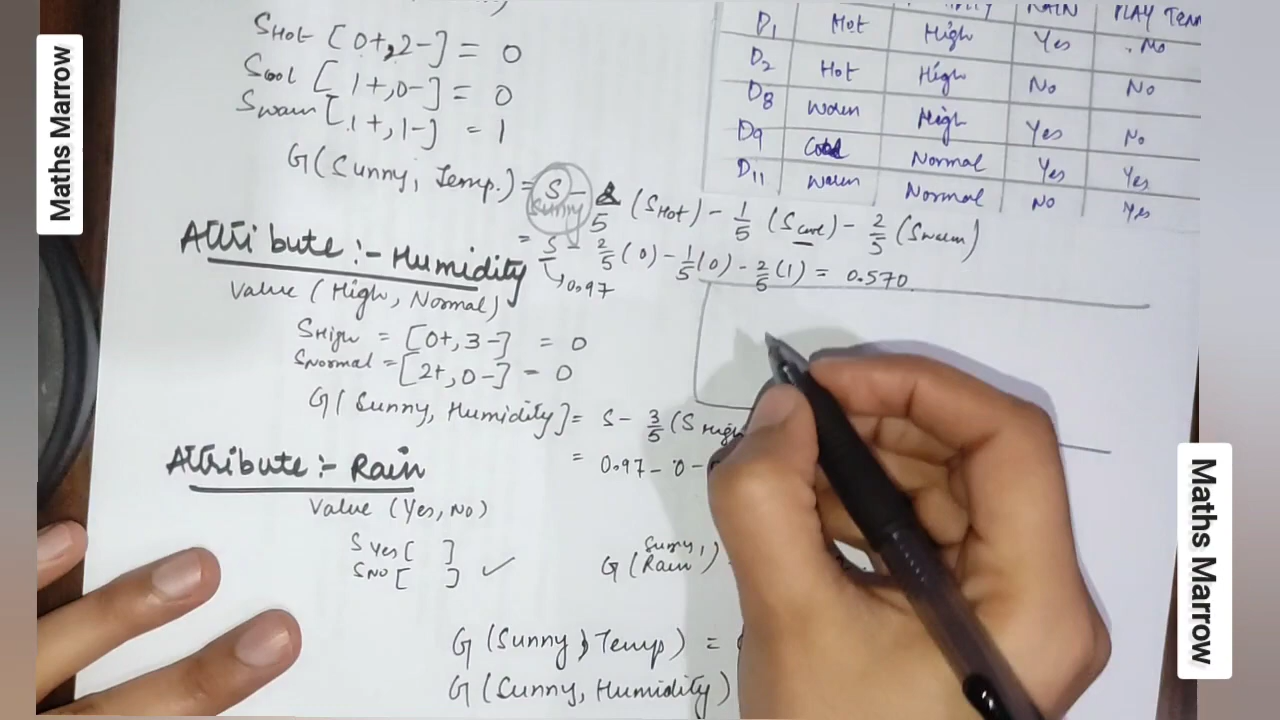 SHot [0+,2-] = 0
Scool [1+,0-] = 0
Swarm [1+,1-] = 1
G(Sunny, Temp.) = S Sunny - 2/5 (SHot) - 1/5 (Scool) - 2/5 (Swarm)
= S - 2/5 (0) - 1/5 (0) - 2/5 (1) = 0.570
0.97
Attribute :- Humidity
Value (High, Normal)
SHigh = [0+, 3-] = 0
SNormal = [2+, 0-] = 0
G[Sunny, Humidity] = S - 3/5 (SHigh
= 0.97 - 0 -
Attribute :- Rain
Value (Yes, No)
SYes [ ]
SNO [ ] ✓
G(Sunny, Rain)
G(Sunny, Temp) =
G(Sunny, Humidity)
RAIN PLAY Tenn
D1 Hot High Yes No
D2 Hot High No No
D8 Warm High Yes No
D9 Cool Normal Yes Yes
D11 Warm Normal No Yes
Maths Marrow
Maths Marrow